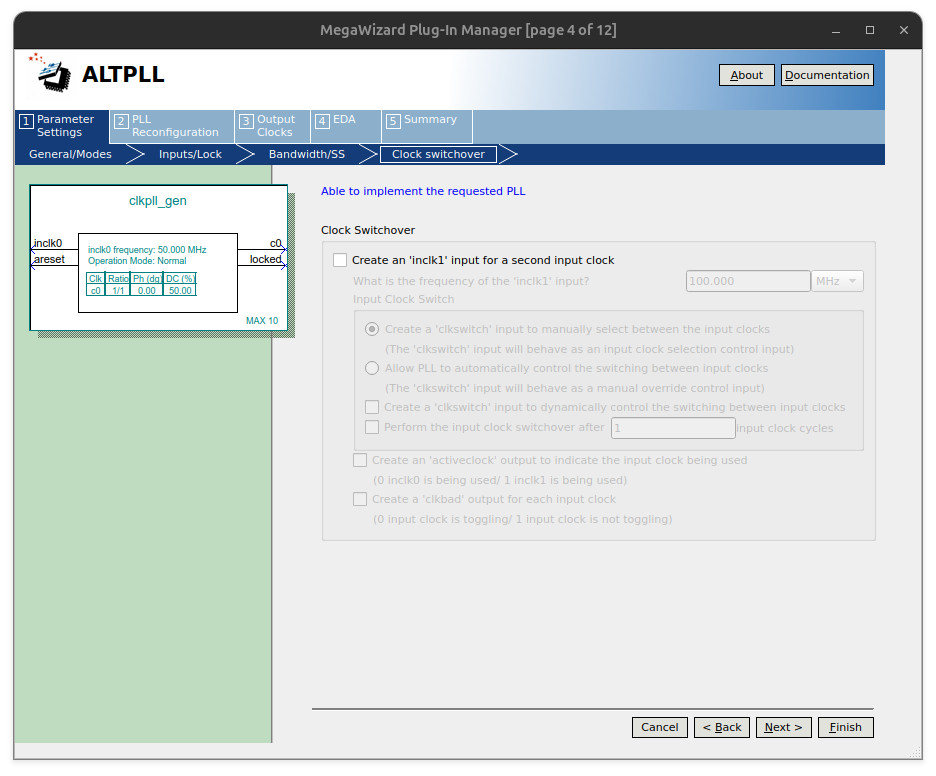 MegaWizard Plug-In Manager [page 4 of 12]
ALTPLL
About
Documentation
1 Parameter Settings
2 PLL Reconfiguration
3 Output Clocks
4 EDA
5 Summary
General/Modes
Inputs/Lock
Bandwidth/SS
Clock switchover
clkpll_gen
inclk0
areset
c0
locked
inclk0 frequency: 50.000 MHz
Operation Mode: Normal
Clk Ratio Ph (dg DC (%)
c0 1/1 0.00 50.00
MAX 10
Able to implement the requested PLL
Clock Switchover
Create an 'inclk1' input for a second input clock
What is the frequency of the 'inclk1' input? 100.000 MHz
Input Clock Switch
Create a 'clkswitch' input to manually select between the input clocks
(The 'clkswitch' input will behave as an input clock selection control input)
Allow PLL to automatically control the switching between input clocks
(The 'clkswitch' input will behave as a manual override control input)
Create a 'clkswitch' input to dynamically control the switching between input clocks
Perform the input clock switchover after 1 input clock cycles
Create an 'activeclock' output to indicate the input clock being used
(0 inclk0 is being used/ 1 inclk1 is being used)
Create a 'clkbad' output for each input clock
(0 input clock is toggling/ 1 input clock is not toggling)
Cancel
< Back
Next >
Finish